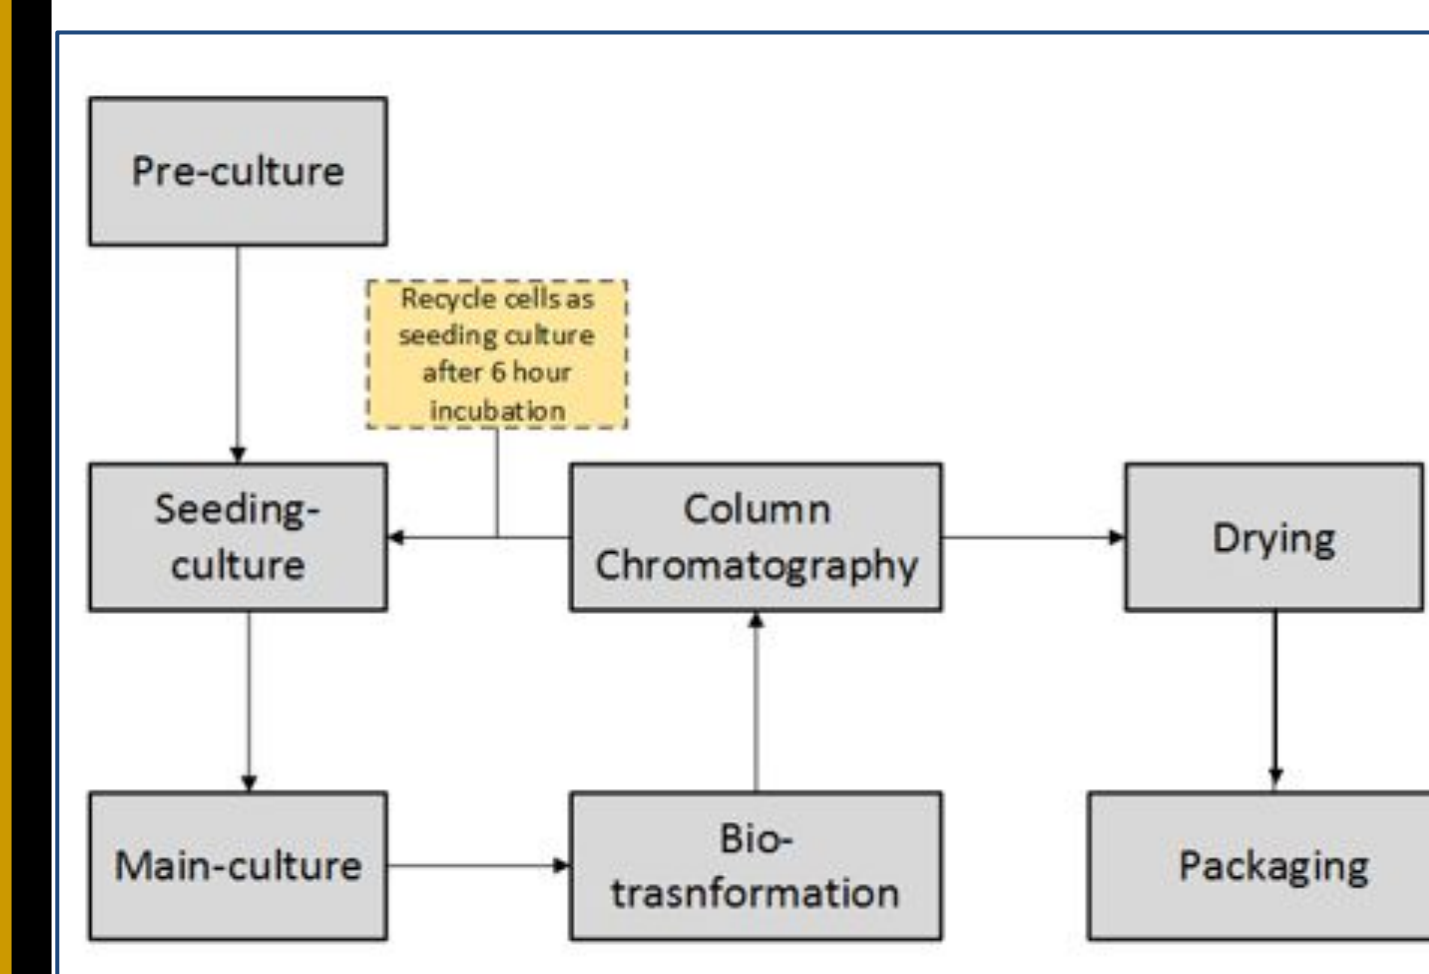 Pre-culture
Recycle cells as
seeding culture
after 6 hour
incubation
Seeding-
culture
Column
Chromatography
Drying
Main-culture
Bio-
trasnformation
Packaging